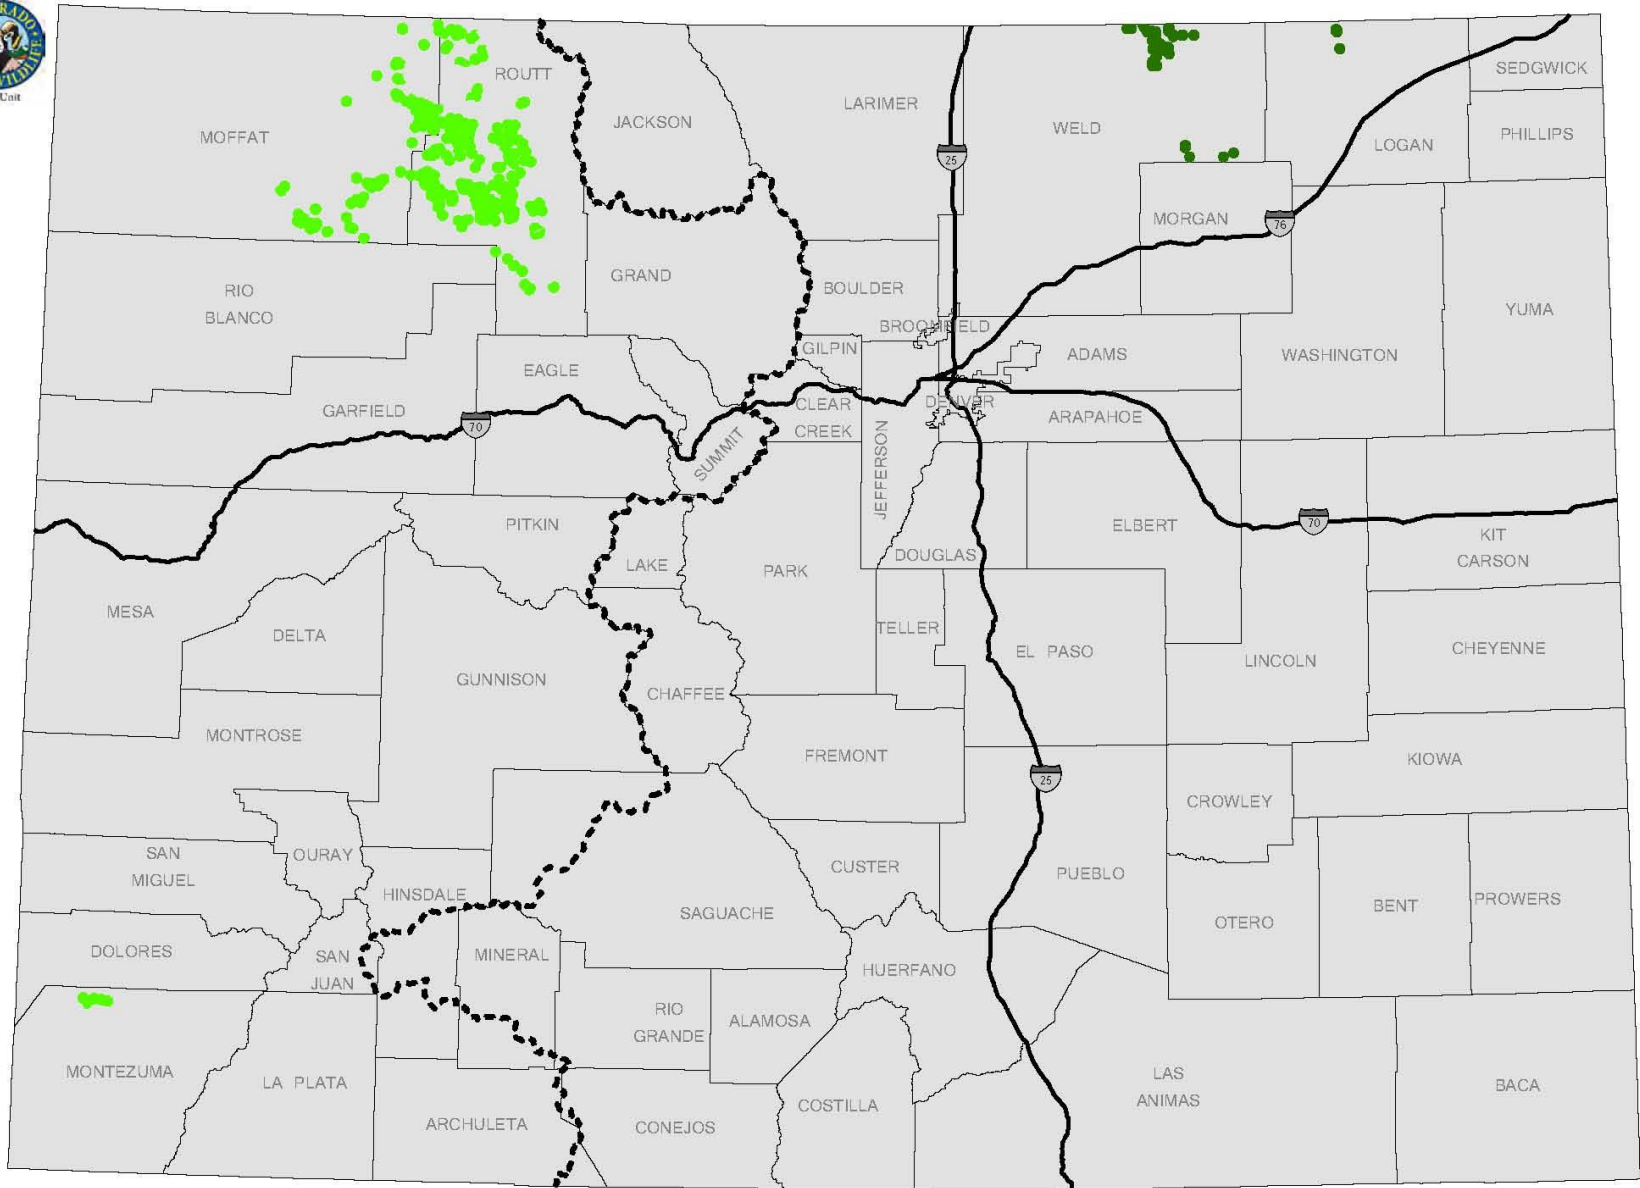 RADO
WILDLIFE
Unit
ROUTT
SEDGWICK
LARIMER
JACKSON
WELD
PHILLIPS
MOFFAT
LOGAN
25
MORGAN
76
GRAND
BOULDER
RIO
BLANCO
YUMA
BROOMFIELD
GILPIN
ADAMS
WASHINGTON
EAGLE
CLEAR
CREEK
DENVER
GARFIELD
ARAPAHOE
70
SUMMIT
JEFFERSON
PITKIN
ELBERT
70
KIT
CARSON
DOUGLAS
LAKE
PARK
MESA
DELTA
TELLER
EL PASO
CHEYENNE
LINCOLN
GUNNISON
CHAFFEE
MONTROSE
FREMONT
KIOWA
25
CROWLEY
SAN
MIGUEL
OURAY
CUSTER
PUEBLO
HINSDALE
SAGUACHE
BENT
PROWERS
OTERO
DOLORES
SAN
JUAN
MINERAL
HUERFANO
RIO
GRANDE
ALAMOSA
MONTEZUMA
LA PLATA
LAS
ANIMAS
BACA
COSTILLA
ARCHULETA
CONEJOS